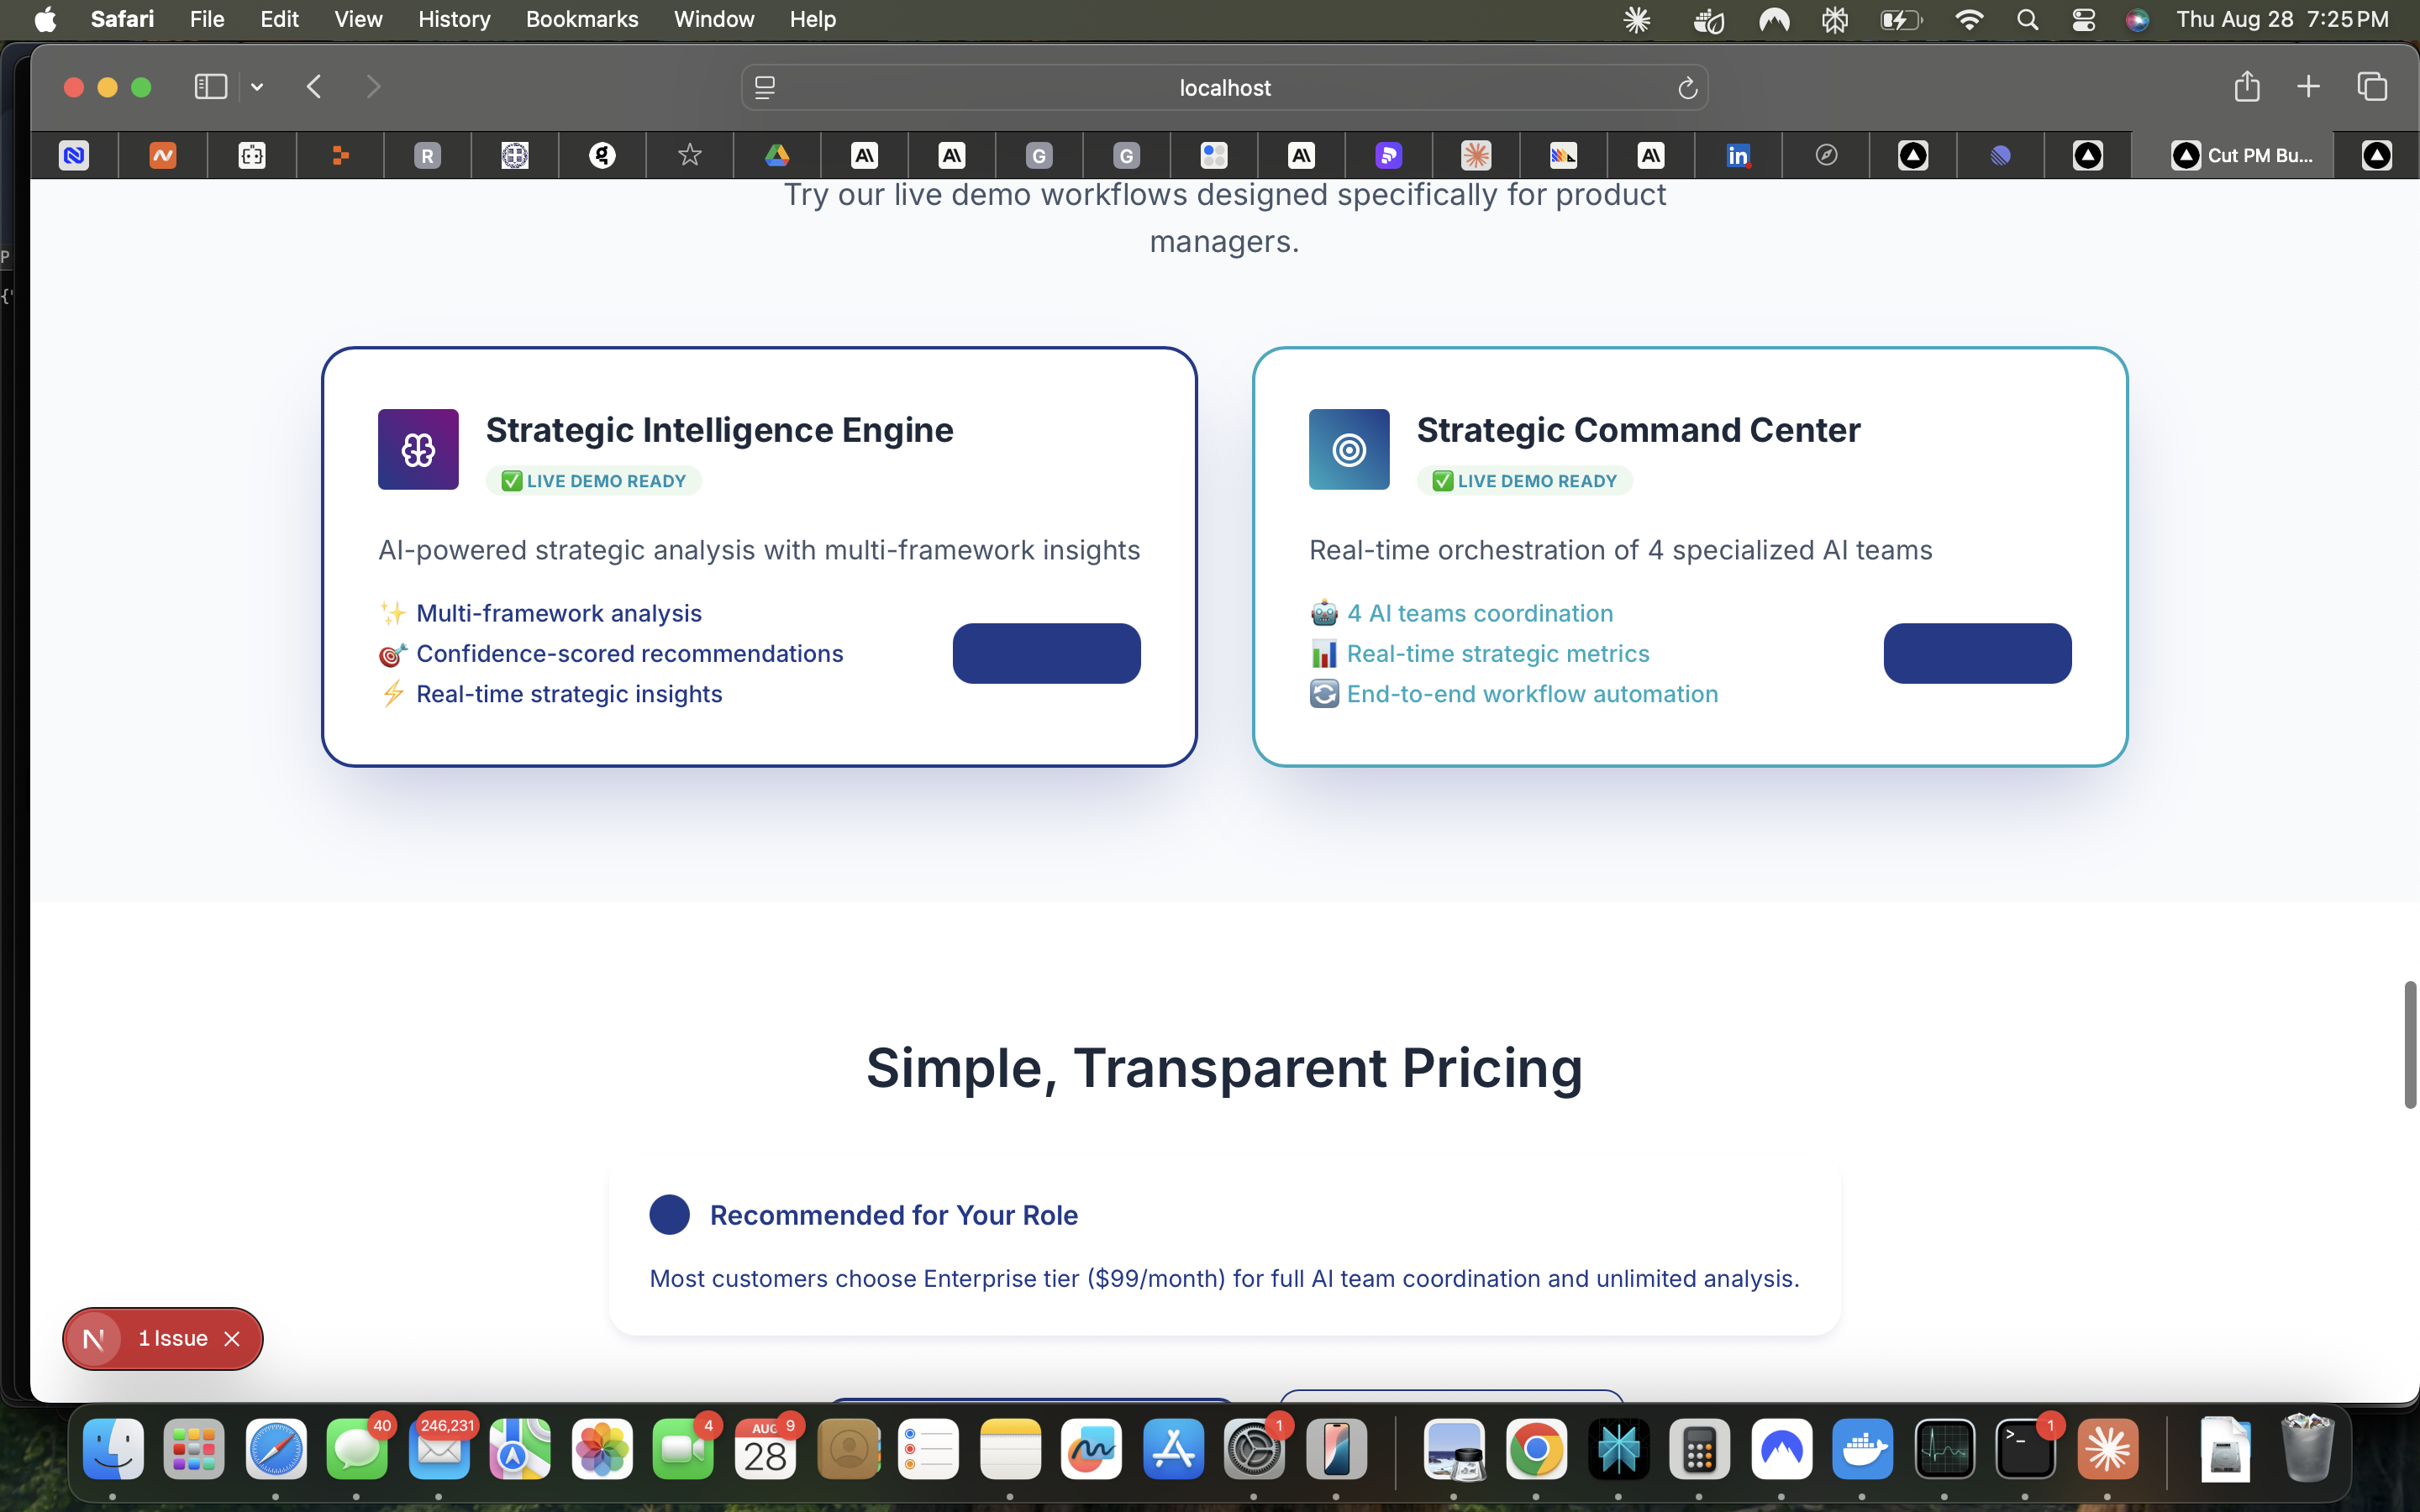 Safari File Edit View History Bookmarks Window Help Thu Aug 28 7:25 PM
localhost
N R g G G in Cut PM Bu...
P
{'
Try our live demo workflows designed specifically for product
managers.
Strategic Intelligence Engine
✅ LIVE DEMO READY
AI-powered strategic analysis with multi-framework insights
✨ Multi-framework analysis
🎯 Confidence-scored recommendations
⚡ Real-time strategic insights
Strategic Command Center
✅ LIVE DEMO READY
Real-time orchestration of 4 specialized AI teams
🤖 4 AI teams coordination
📊 Real-time strategic metrics
🔄 End-to-end workflow automation
Simple, Transparent Pricing
Recommended for Your Role
Most customers choose Enterprise tier ($99/month) for full AI team coordination and unlimited analysis.
N 1 Issue
40 246,231 4 AUG 28 9 1 >_ 1